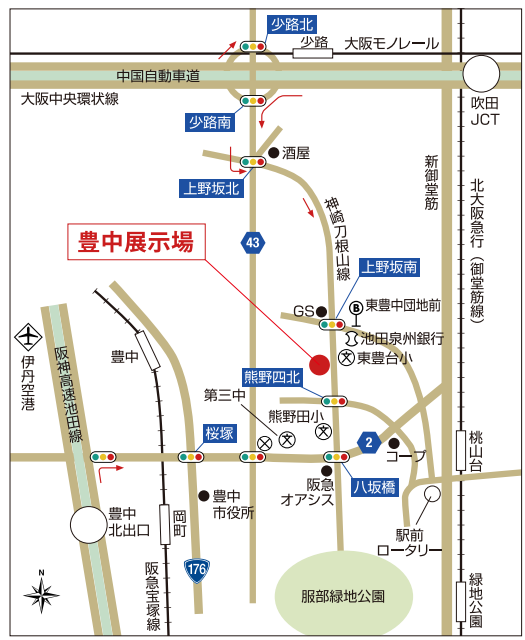 少路北
少路
大阪モノレール
中国自動車道
大阪中央環状線
吹田
JCT
少路南
酒屋
上野坂北
新御堂筋
北大阪急行（御堂筋線）
神崎刀根山線
豊中展示場
43
上野坂南
GS
B
東豊中団地前
池田泉州銀行
文
東豊台小
伊丹空港
阪神高速池田線
豊中
熊野四北
第三中
熊野田小
文
文
桜塚
2
コープ
桃山台
八坂橋
阪急
オアシス
豊中
市役所
岡町
豊中
北出口
駅前
ロータリー
176
阪急宝塚線
服部緑地公園
緑地公園
N